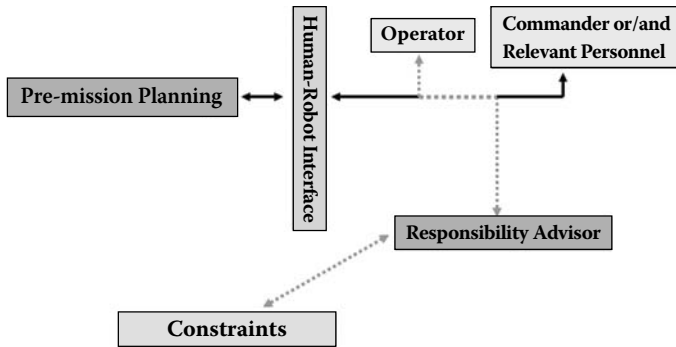 Operator
Commander or/and
Relevant Personnel
Pre-mission Planning
Human-Robot Interface
Responsibility Advisor
Constraints